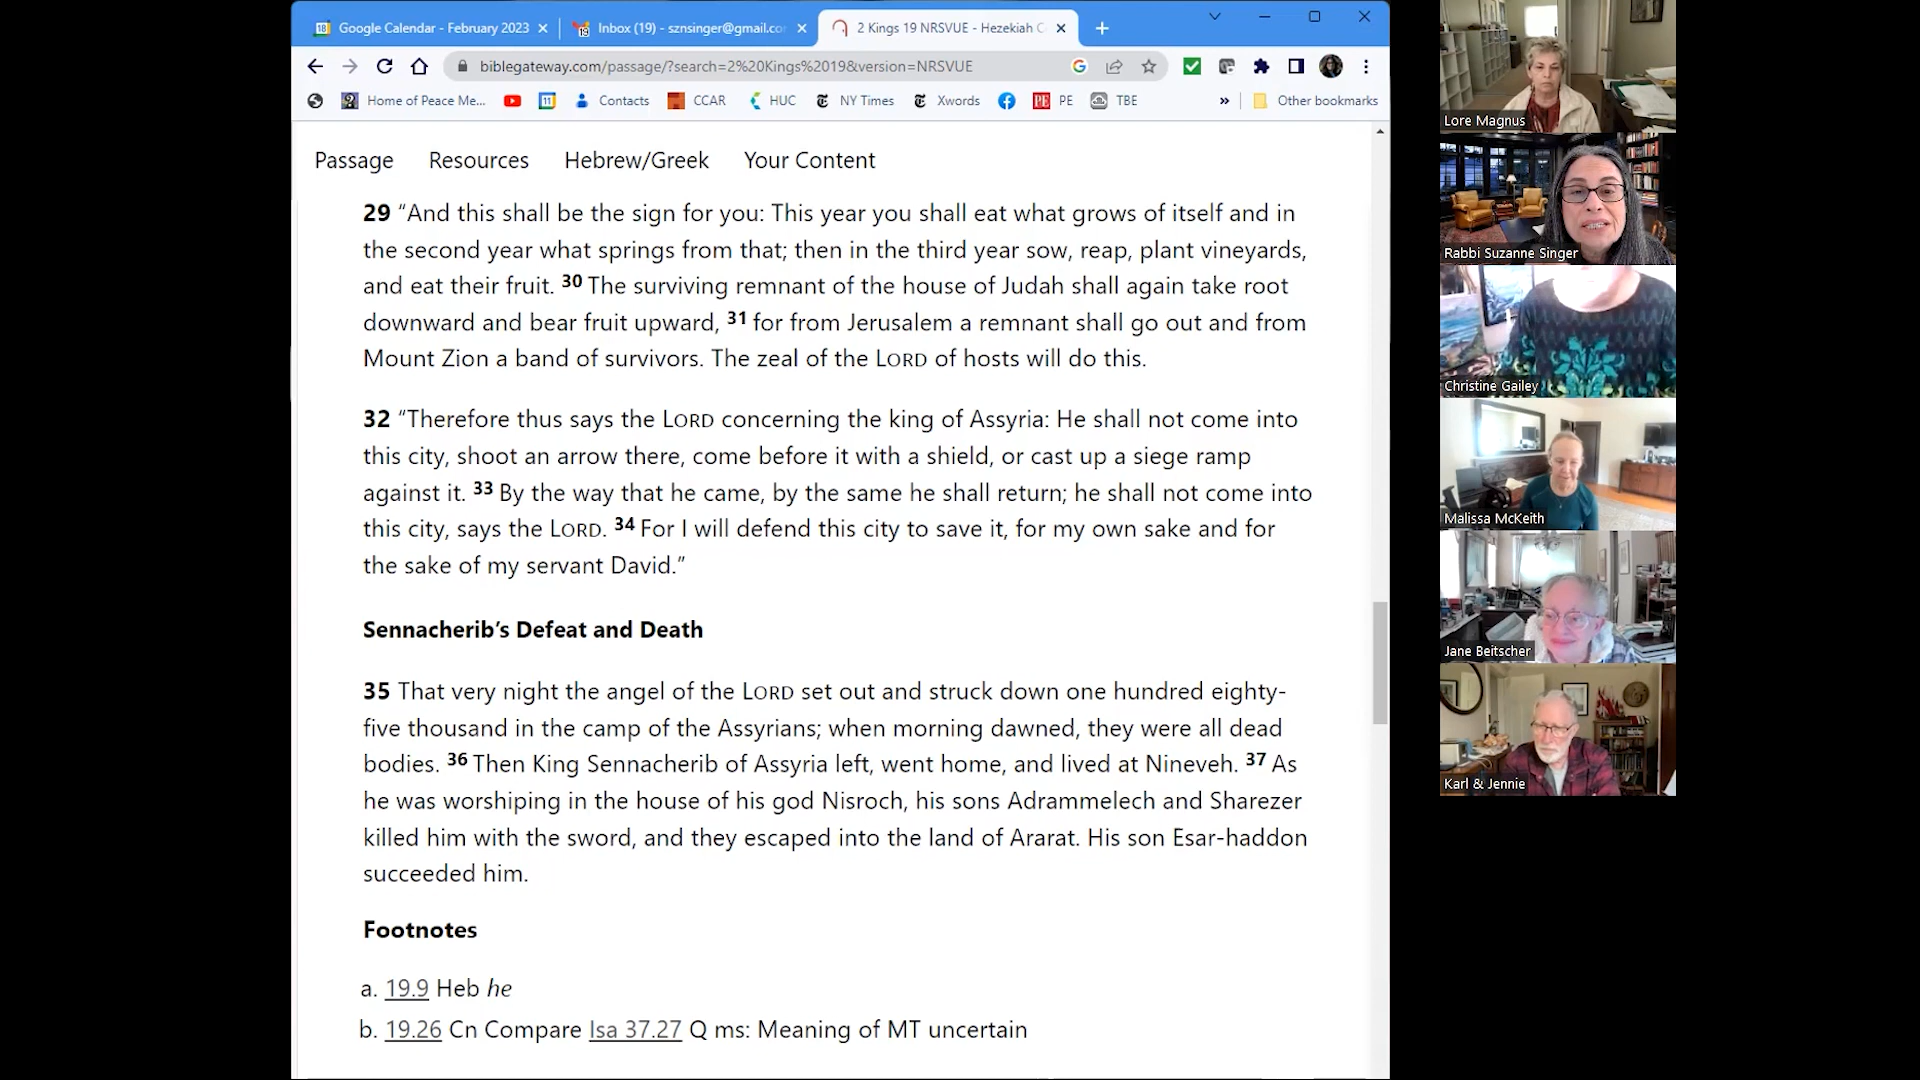 Google Calendar - February 2023
Inbox (19) - sznsinger@gmail.co
2 Kings 19 NRSVUE - Hezekiah C
biblegateway.com/passage/?search=2%20Kings%2019&version=NRSVUE
Home of Peace Me... Contacts CCAR HUC NY Times Xwords PE PE TBE » Other bookmarks
Passage Resources Hebrew/Greek Your Content
29 “And this shall be the sign for you: This year you shall eat what grows of itself and in
the second year what springs from that; then in the third year sow, reap, plant vineyards,
and eat their fruit. 30 The surviving remnant of the house of Judah shall again take root
downward and bear fruit upward, 31 for from Jerusalem a remnant shall go out and from
Mount Zion a band of survivors. The zeal of the LORD of hosts will do this.
32 “Therefore thus says the LORD concerning the king of Assyria: He shall not come into
this city, shoot an arrow there, come before it with a shield, or cast up a siege ramp
against it. 33 By the way that he came, by the same he shall return; he shall not come into
this city, says the LORD. 34 For I will defend this city to save it, for my own sake and for
the sake of my servant David.”
Sennacherib’s Defeat and Death
35 That very night the angel of the LORD set out and struck down one hundred eighty-
five thousand in the camp of the Assyrians; when morning dawned, they were all dead
bodies. 36 Then King Sennacherib of Assyria left, went home, and lived at Nineveh. 37 As
he was worshiping in the house of his god Nisroch, his sons Adrammelech and Sharezer
killed him with the sword, and they escaped into the land of Ararat. His son Esar-haddon
succeeded him.
Footnotes
a. 19.9 Heb he
b. 19.26 Cn Compare Isa 37.27 Q ms: Meaning of MT uncertain
Lore Magnus
Rabbi Suzanne Singer
Christine Gailey
Malissa McKeith
Jane Beitscher
Karl & Jennie